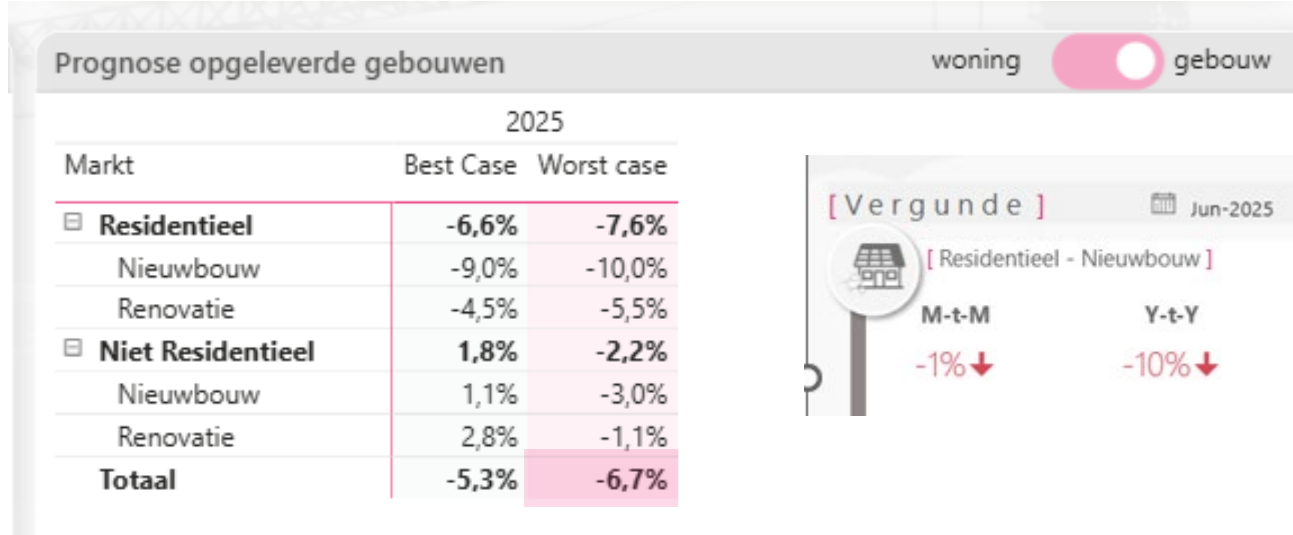 Prognose opgeleverde gebouwen
woning gebouw
2025
Markt Best Case Worst case
Residentieel -6,6% -7,6%
Nieuwbouw -9,0% -10,0%
Renovatie -4,5% -5,5%
Niet Residentieel 1,8% -2,2%
Nieuwbouw 1,1% -3,0%
Renovatie 2,8% -1,1%
Totaal -5,3% -6,7%
[Vergunde] Jun-2025
[ Residentieel - Nieuwbouw ]
M-t-M Y-t-Y
-1% -10%